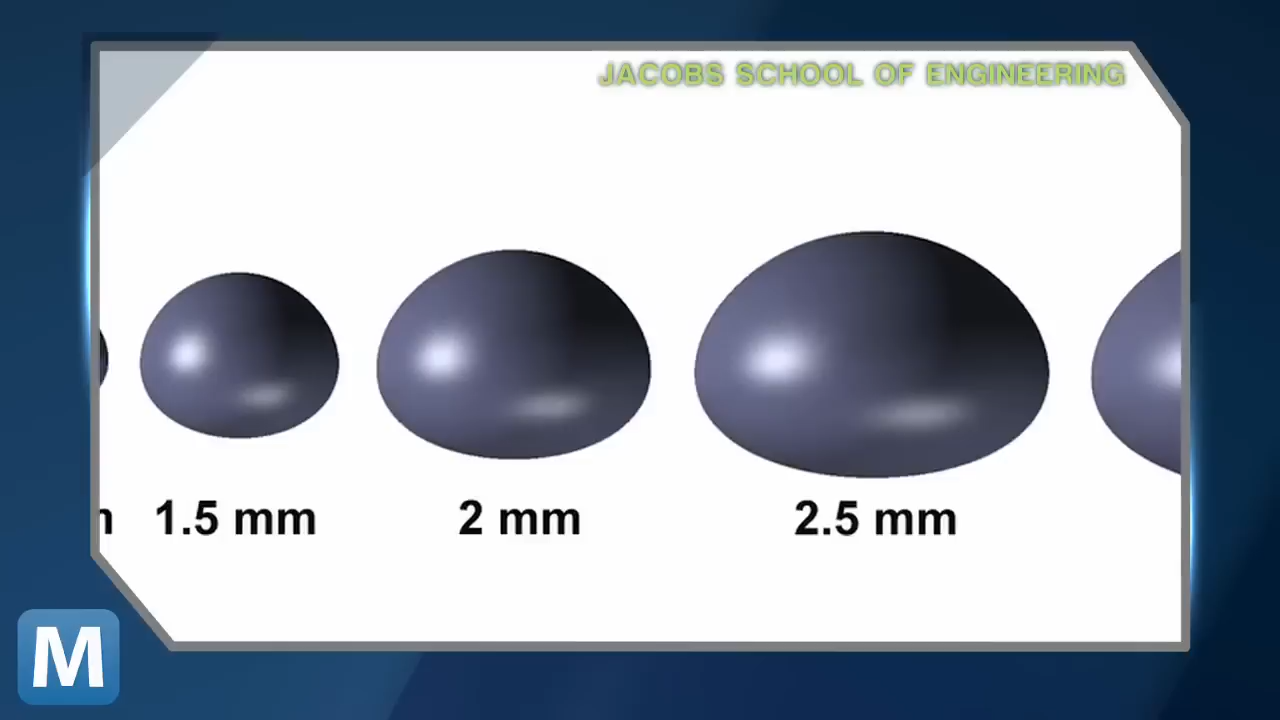 JACOBS SCHOOL OF ENGINEERING
1.5 mm
2 mm
2.5 mm
M